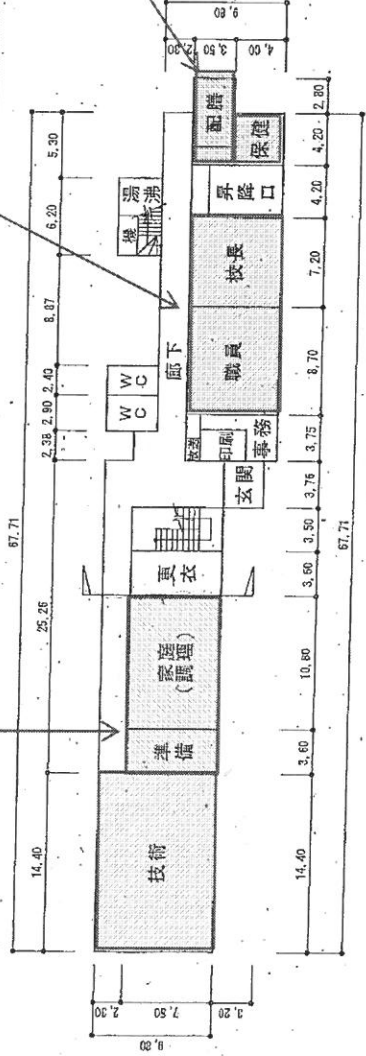 67,71
14,40
25,26
2,38
2,90
2,40
8,87
6,20
5,30
9,80
2,30
3,50
4,00
技術
準備
家庭
(調理)
更衣
玄関
放送
印刷
事務
WC
WC
廊下
職員
校長
機
湯沸
昇降口
配膳
保健
2,30
7,50
3,20
9,80
14,40
3,60
10,80
3,60
3,50
3,76
3,75
8,70
7,20
4,20
4,20
2,80
67,71